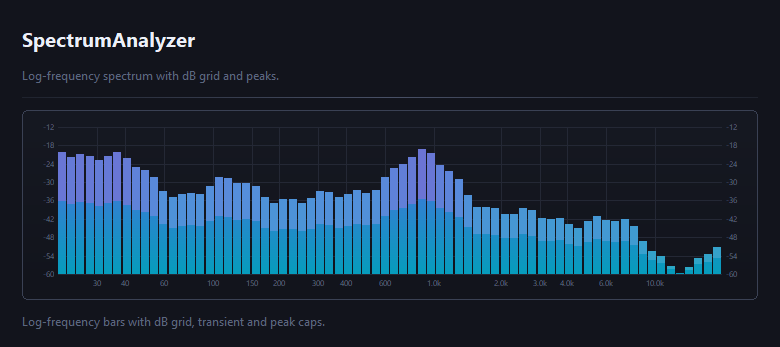 SpectrumAnalyzer
Log-frequency spectrum with dB grid and peaks.
-12 -12
-18 -18
-24 -24
-30 -30
-36 -36
-42 -42
-48 -48
-54 -54
-60 -60
30 40 60 100 150 200 300 400 600 1.0k 2.0k 3.0k 4.0k 6.0k 10.0k
Log-frequency bars with dB grid, transient and peak caps.